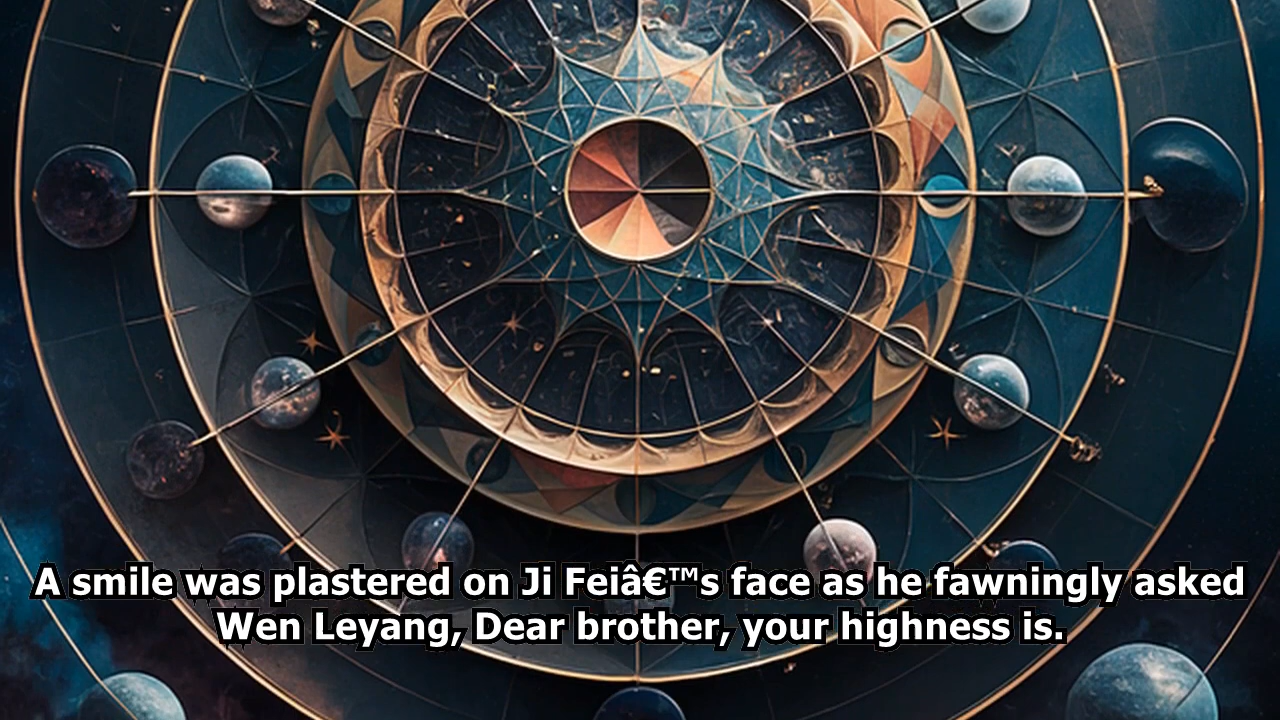 A smile was plastered on Ji Feiâ€™s face as he fawningly asked
Wen Leyang, Dear brother, your highness is.